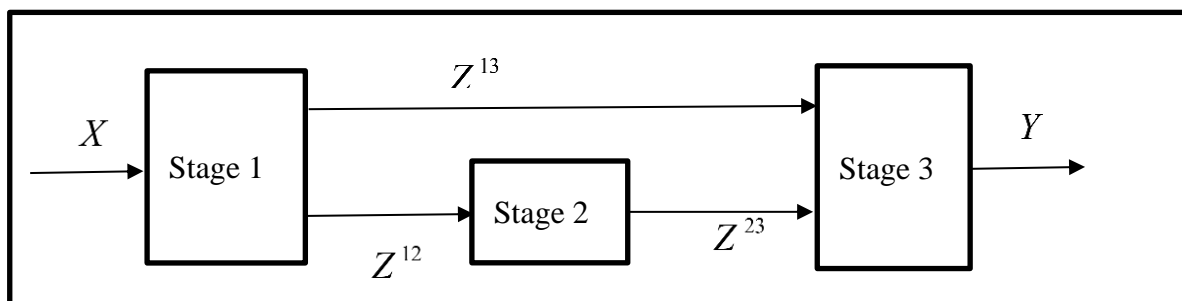 Z^{13}
X
Stage 1
Stage 3
Y
Stage 2
Z^{12}
Z^{23}